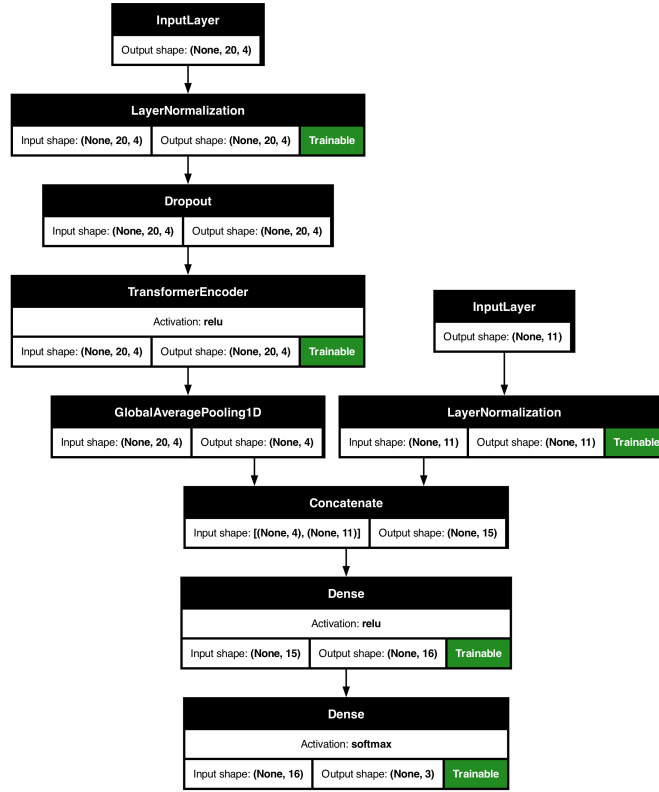 InputLayer
Output shape: (None, 20, 4)
LayerNormalization
Input shape: (None, 20, 4) Output shape: (None, 20, 4) Trainable
Dropout
Input shape: (None, 20, 4) Output shape: (None, 20, 4)
TransformerEncoder
Activation: relu
Input shape: (None, 20, 4) Output shape: (None, 20, 4) Trainable
InputLayer
Output shape: (None, 11)
GlobalAveragePooling1D
Input shape: (None, 20, 4) Output shape: (None, 4)
LayerNormalization
Input shape: (None, 11) Output shape: (None, 11) Trainable
Concatenate
Input shape: [(None, 4), (None, 11)] Output shape: (None, 15)
Dense
Activation: relu
Input shape: (None, 15) Output shape: (None, 16) Trainable
Dense
Activation: softmax
Input shape: (None, 16) Output shape: (None, 3) Trainable